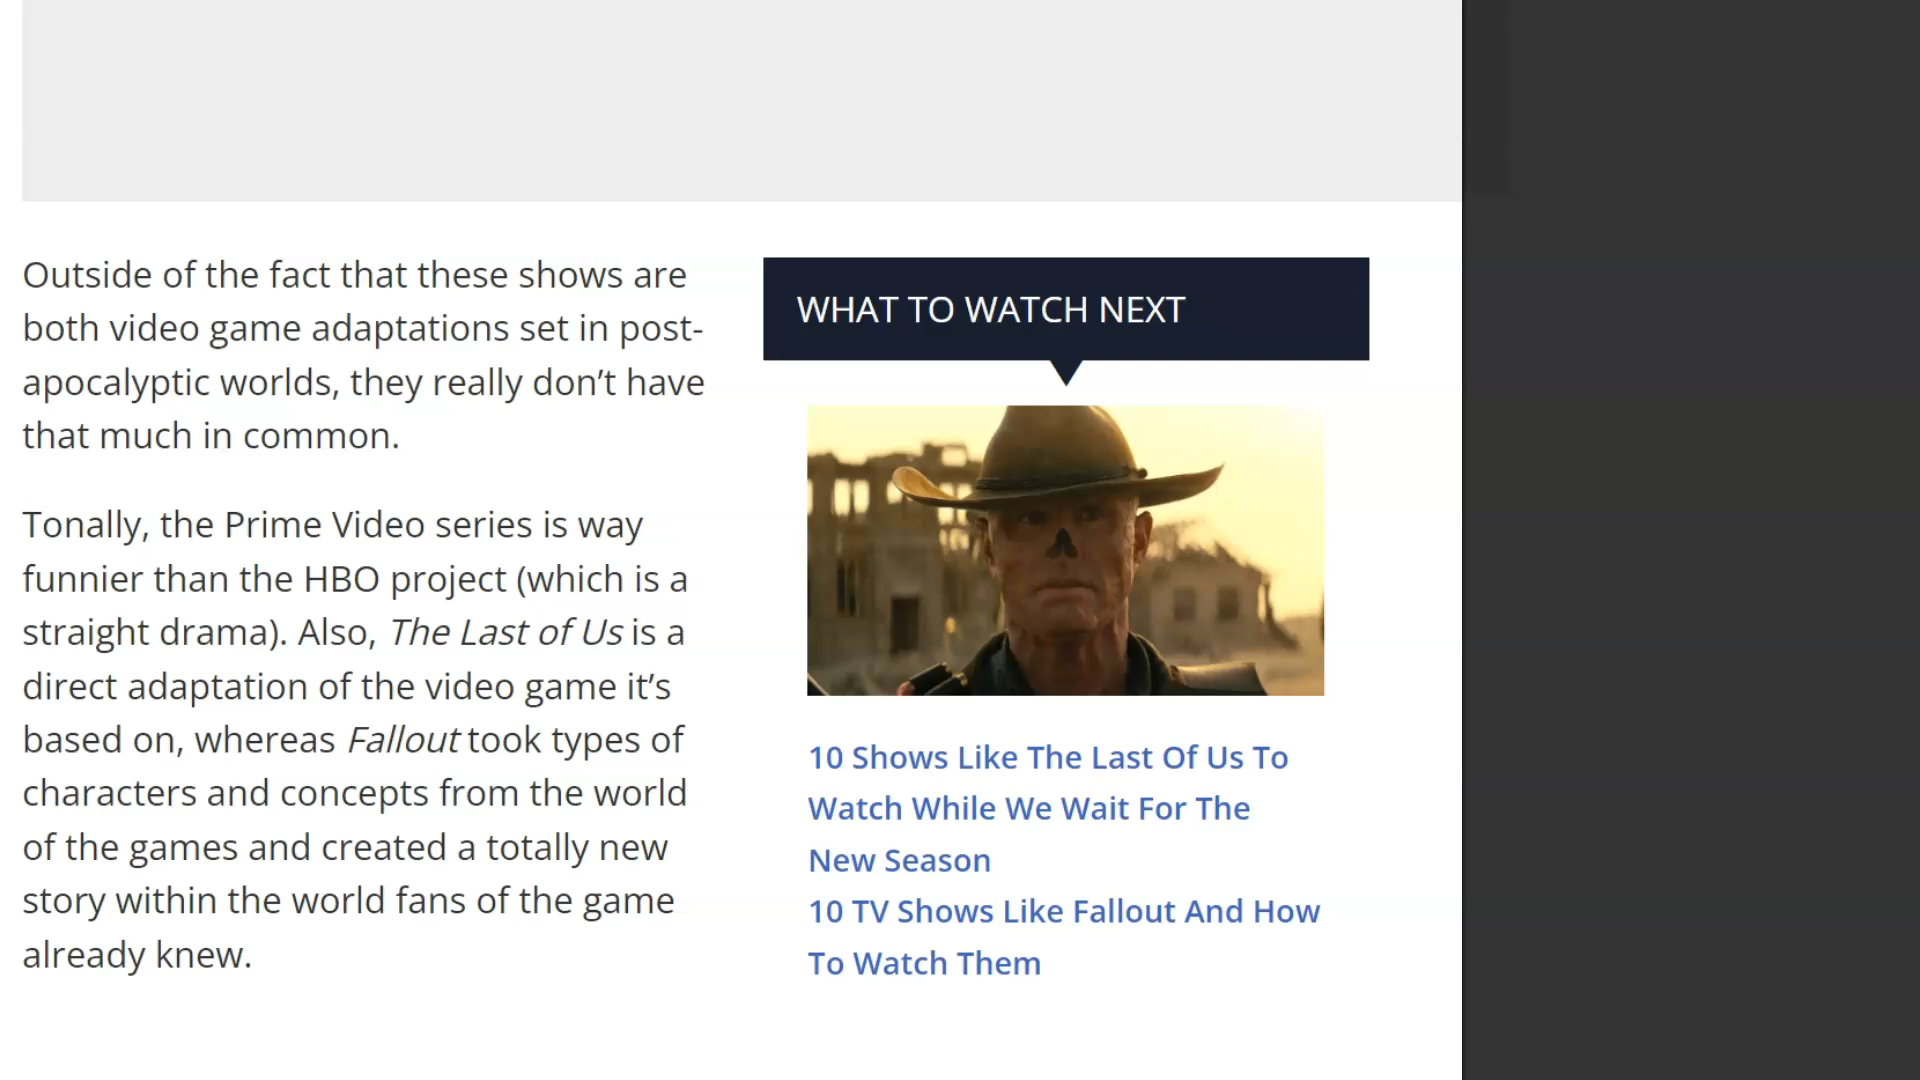 Outside of the fact that these shows are
both video game adaptations set in post-
apocalyptic worlds, they really don’t have
that much in common.
Tonally, the Prime Video series is way
funnier than the HBO project (which is a
straight drama). Also, The Last of Us is a
direct adaptation of the video game it’s
based on, whereas Fallout took types of
characters and concepts from the world
of the games and created a totally new
story within the world fans of the game
already knew.
WHAT TO WATCH NEXT
10 Shows Like The Last Of Us To
Watch While We Wait For The
New Season
10 TV Shows Like Fallout And How
To Watch Them